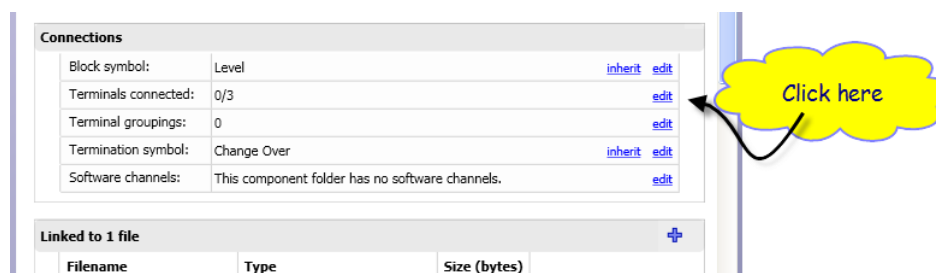 Connections
Block symbol: Level inherit edit
Terminals connected: 0/3 edit
Terminal groupings: 0 edit
Termination symbol: Change Over inherit edit
Software channels: This component folder has no software channels. edit
Click here
Linked to 1 file
Filename Type Size (bytes)